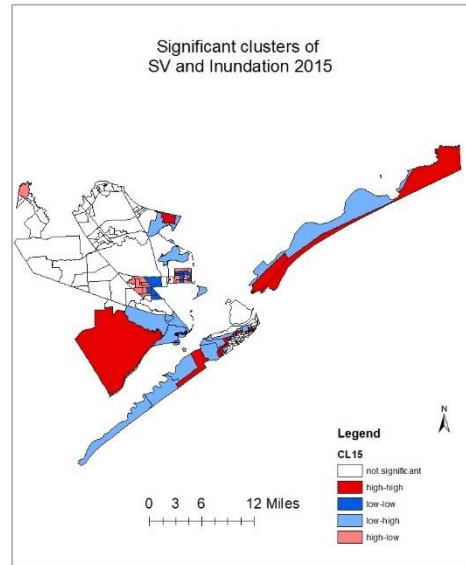 Significant clusters of
SV and Inundation 2015
N
Legend
CL15
not significant
high-high
low-low
low-high
high-low
0 3 6 12 Miles